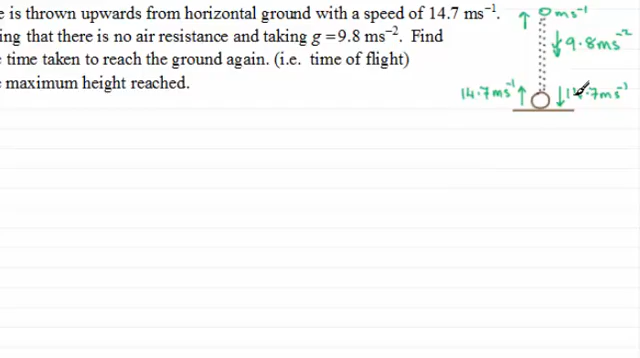 e is thrown upwards from horizontal ground with a speed of 14.7 ms⁻¹.
ing that there is no air resistance and taking g =9.8 ms⁻². Find
time taken to reach the ground again. (i.e. time of flight)
e maximum height reached.
0ms⁻¹
9.8ms⁻²
14.7ms⁻¹
14.7ms⁻¹